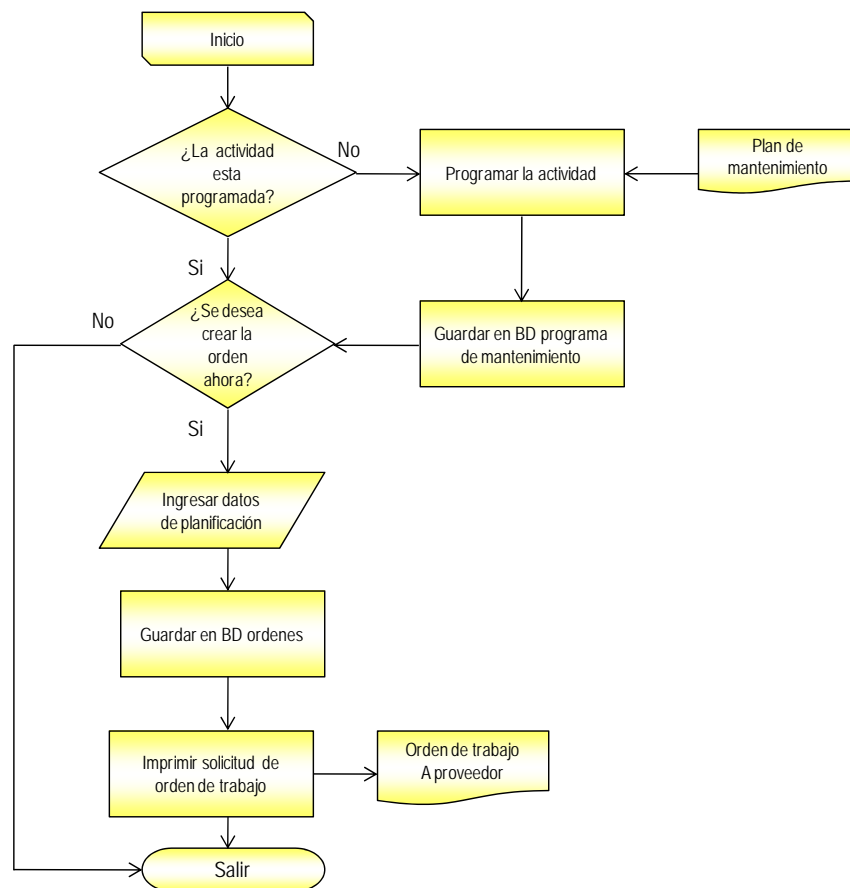 Inicio
¿La actividad
esta
programada?
No
Programar la actividad
Plan de
mantenimiento
Si
¿Se desea
crear la
orden
ahora?
No
Guardar en BD programa
de mantenimiento
Si
Ingresar datos
de planificación
Guardar en BD ordenes
Imprimir solicitud de
orden de trabajo
Orden de trabajo
A proveedor
Salir